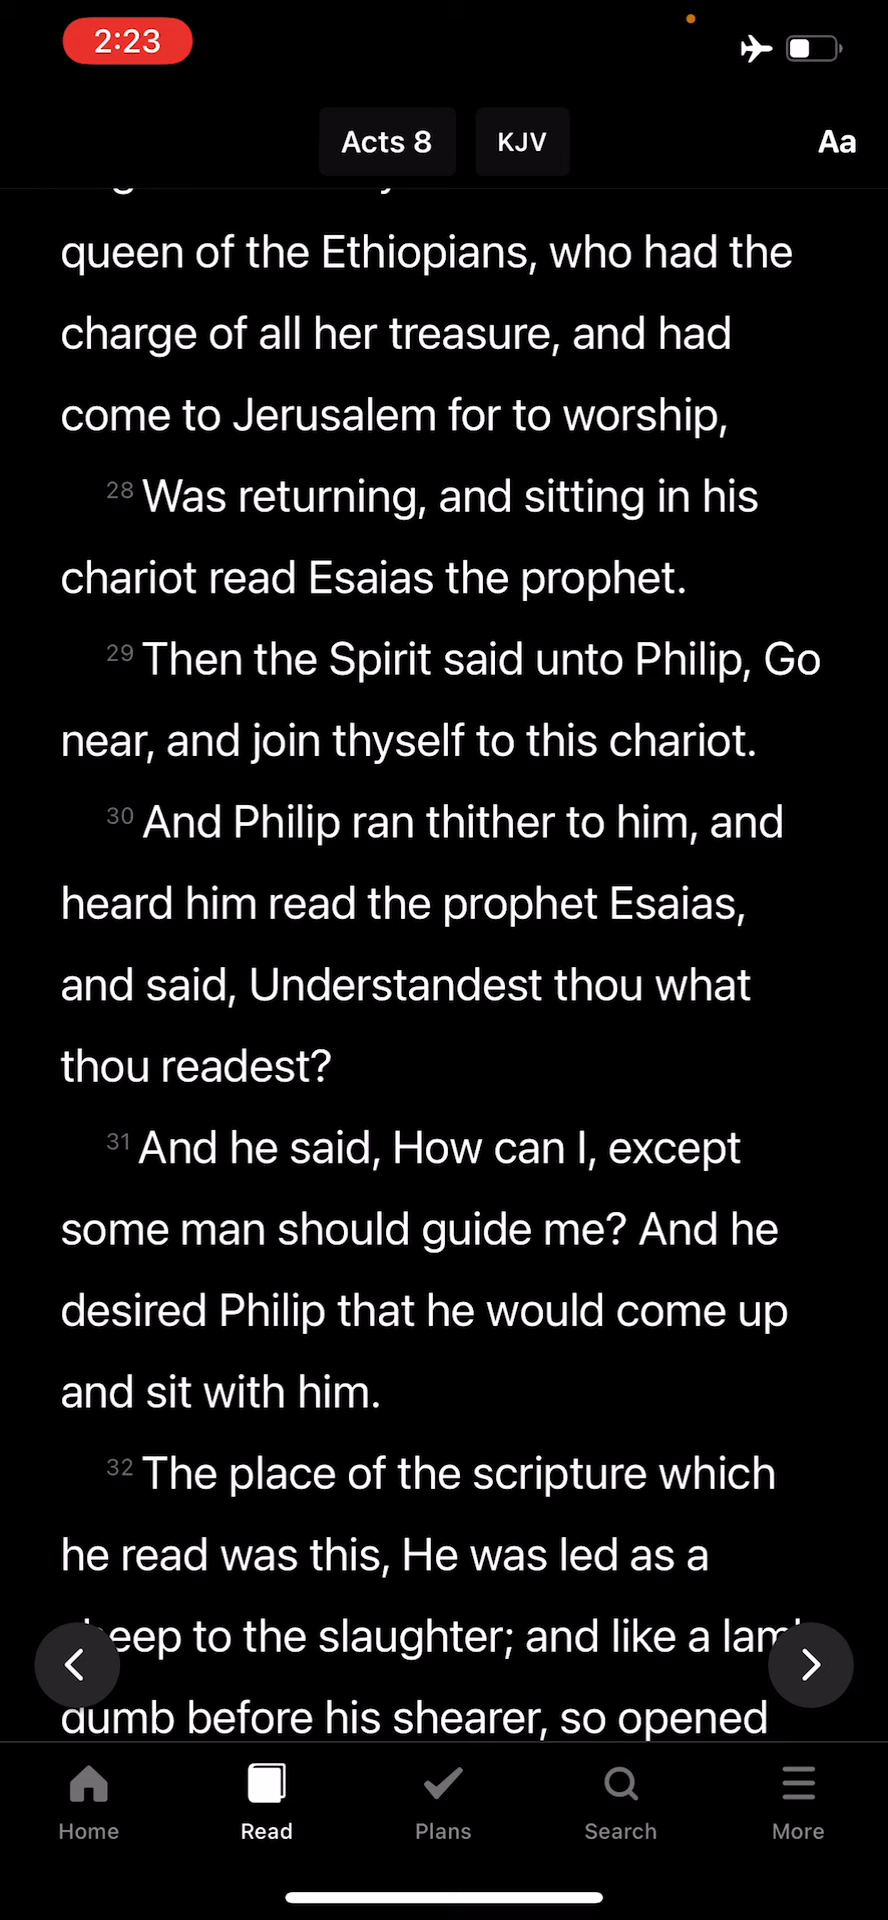 2:23
Acts 8 KJV Aa
queen of the Ethiopians, who had the
charge of all her treasure, and had
come to Jerusalem for to worship,
28 Was returning, and sitting in his
chariot read Esaias the prophet.
29 Then the Spirit said unto Philip, Go
near, and join thyself to this chariot.
30 And Philip ran thither to him, and
heard him read the prophet Esaias,
and said, Understandest thou what
thou readest?
31 And he said, How can I, except
some man should guide me? And he
desired Philip that he would come up
and sit with him.
32 The place of the scripture which
he read was this, He was led as a
sheep to the slaughter; and like a lamb
dumb before his shearer, so opened
Home Read Plans Search More